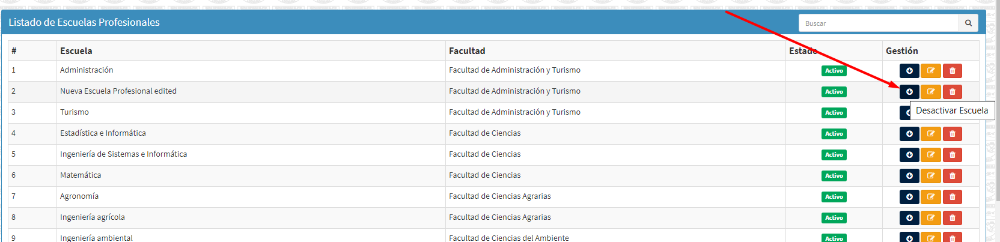 Listado de Escuelas Profesionales
Buscar
# Escuela Facultad Estado Gestión
1 Administración Facultad de Administración y Turismo Activo
2 Nueva Escuela Profesional edited Facultad de Administración y Turismo Activo
3 Turismo Facultad de Administración y Turismo Activo
Desactivar Escuela
4 Estadística e Informática Facultad de Ciencias Activo
5 Ingeniería de Sistemas e Informática Facultad de Ciencias Activo
6 Matemática Facultad de Ciencias Activo
7 Agronomía Facultad de Ciencias Agrarias Activo
8 Ingeniería agrícola Facultad de Ciencias Agrarias Activo
9 Ingeniería ambiental Facultad de Ciencias del Ambiente Activo